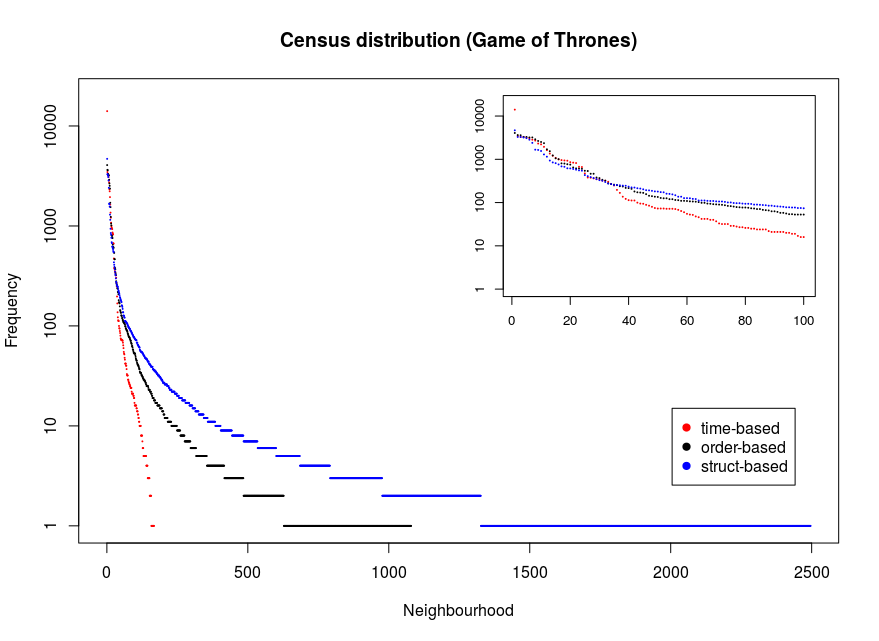 Census distribution (Game of Thrones)
Frequency
10000
1000
100
10
1
0 500 1000 1500 2000 2500
Neighbourhood
10000
1000
100
10
1
0 20 40 60 80 100
time-based
order-based
struct-based